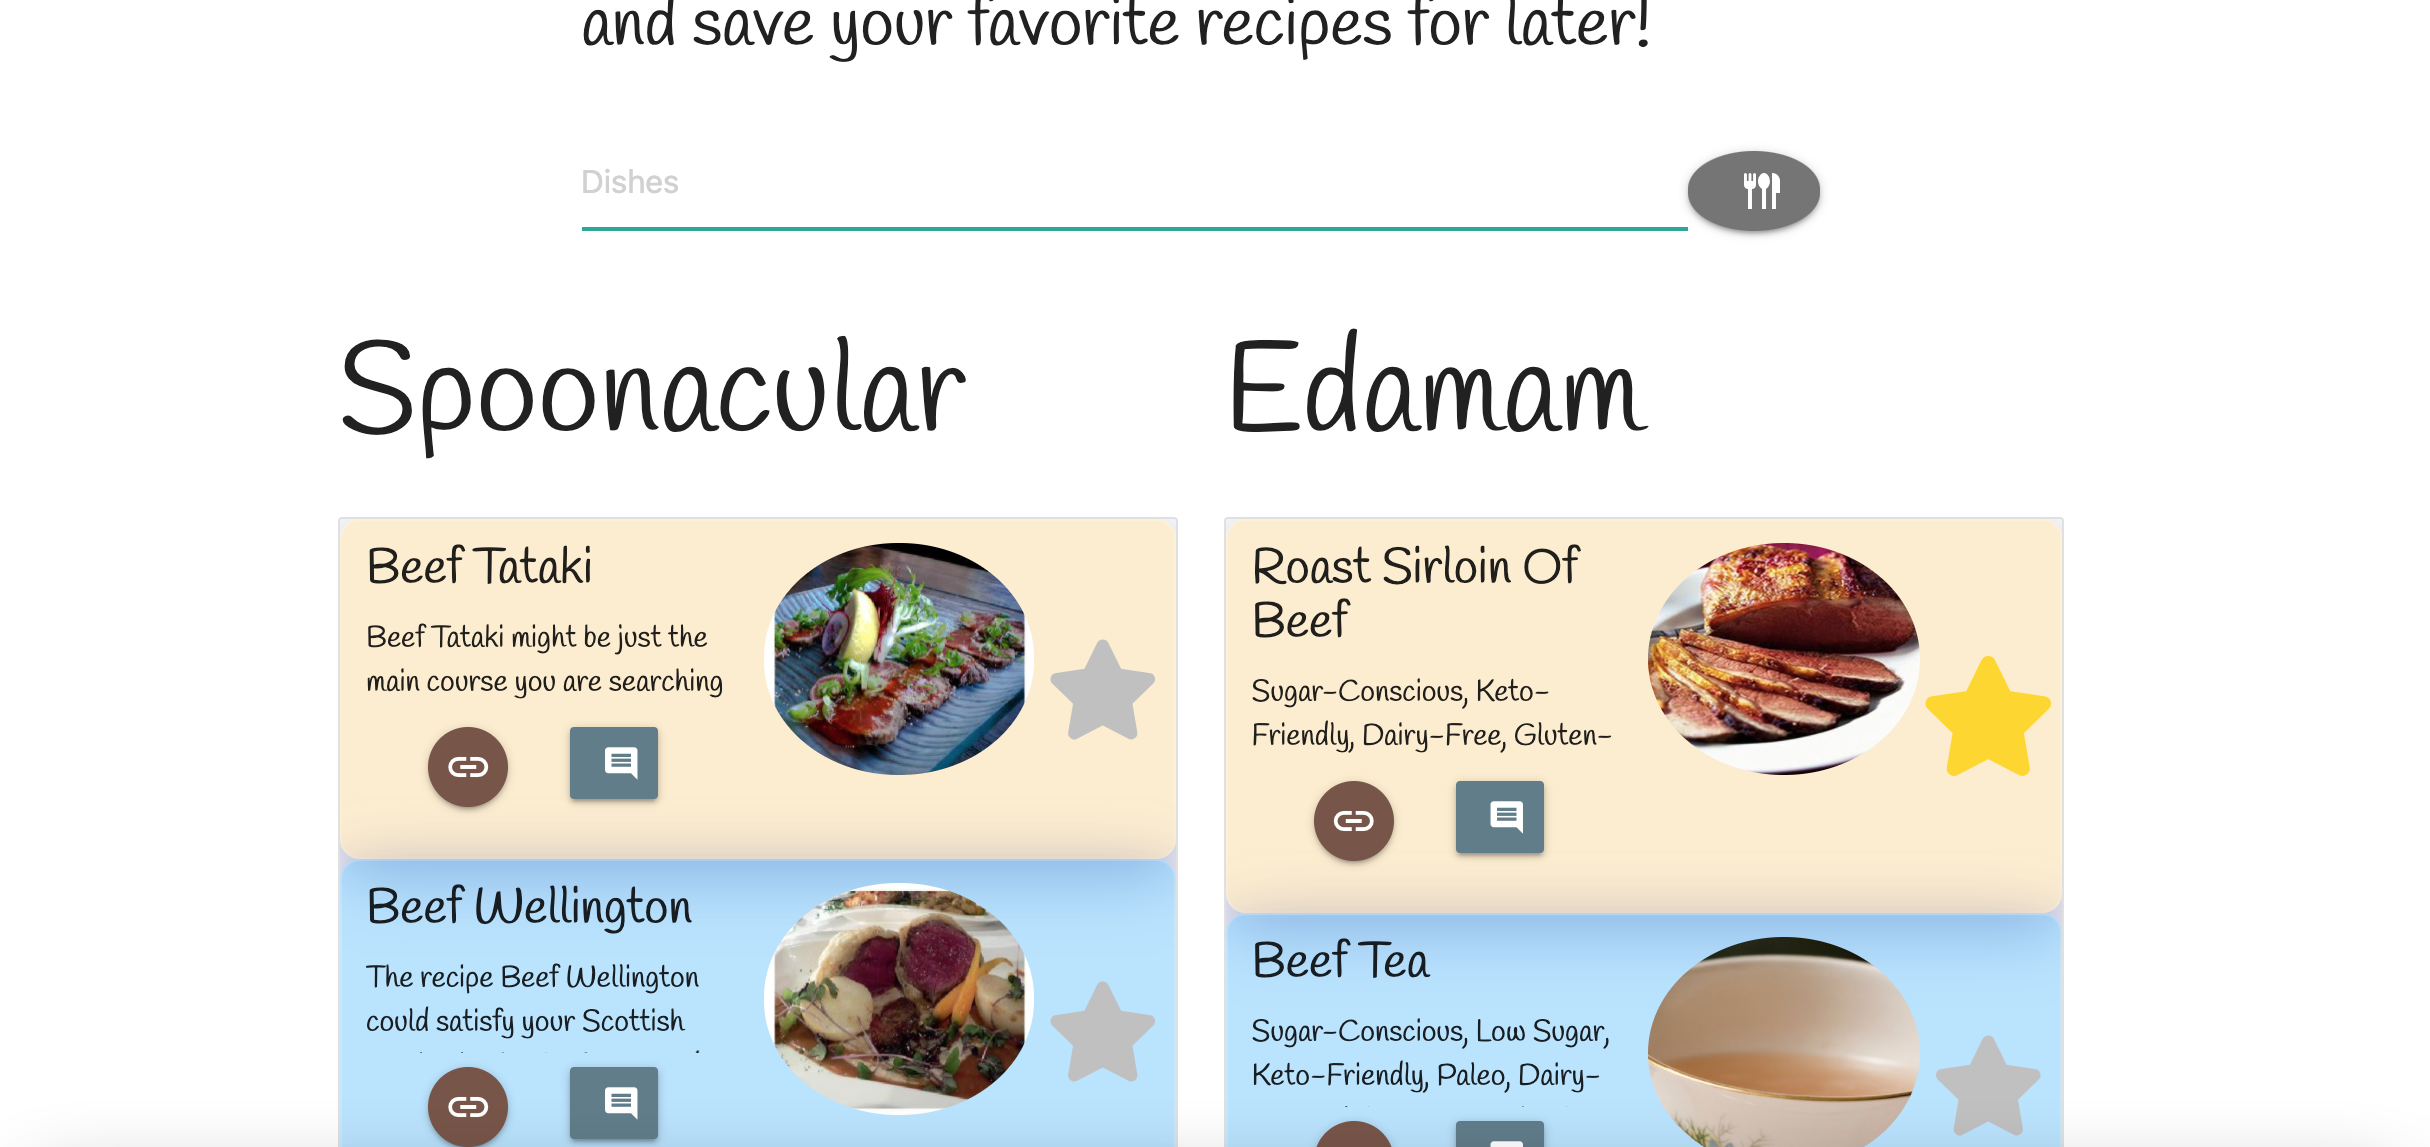 and save your favorite recipes for later!
Dishes
Spoonacular
Edamam
Beef Tataki
Beef Tataki might be just the
main course you are searching
Beef Wellington
The recipe Beef Wellington
could satisfy your Scottish
Roast Sirloin Of
Beef
Sugar-Conscious, Keto-
Friendly, Dairy-Free, Gluten-
Beef Tea
Sugar-Conscious, Low Sugar,
Keto-Friendly, Paleo, Dairy-